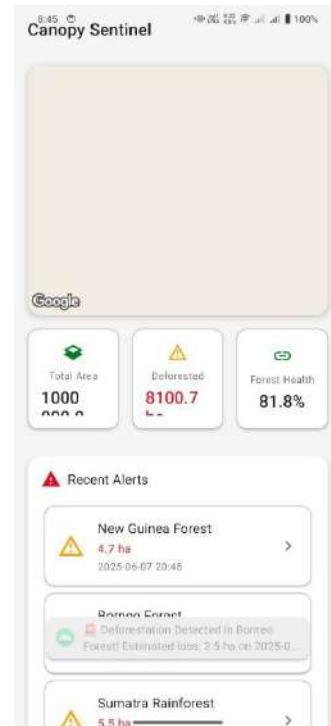 8:45
100%
Canopy Sentinel
Google
Total Area
1000
Deforested
8100.7
Forest Health
81.8%
Recent Alerts
New Guinea Forest
4.7 ha
2025-06-07 20:45
Borneo Forest
Deforestation Detected in Borneo
Forest! Estimated loss: 2.5 ha on 2025-0...
Sumatra Rainforest
5.5 ha